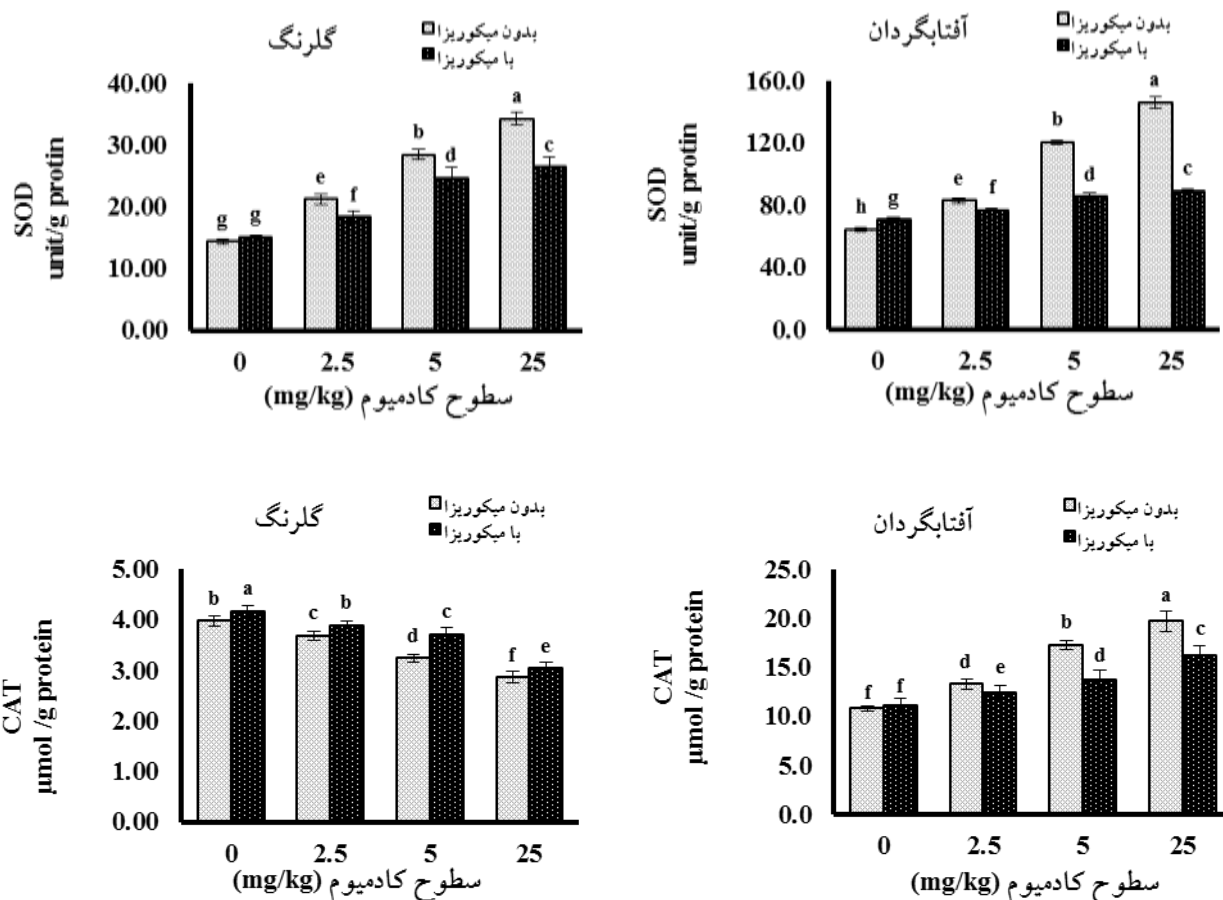 گلرنگ
بدون میکوریزا
با میکوریزا
40.00
30.00
20.00
10.00
0.00
SOD
unit/g protin
g
g
e
f
b
d
a
c
0
2.5
5
25
سطوح کادمیوم (mg/kg)
آفتابگردان
بدون میکوریزا
با میکوریزا
160.0
120.0
80.0
40.0
0.0
SOD
unit/g protin
h
g
e
f
b
d
a
c
0
2.5
5
25
سطوح کادمیوم (mg/kg)
گلرنگ
بدون میکوریزا
با میکوریزا
5.00
4.00
3.00
2.00
1.00
0.00
CAT
µmol /g protein
b
a
c
b
d
c
f
e
0
2.5
5
25
سطوح کادمیوم (mg/kg)
آفتابگردان
بدون میکوریزا
با میکوریزا
25.0
20.0
15.0
10.0
5.0
0.0
CAT
µmol /g protein
f
f
d
e
b
d
a
c
0
2.5
5
25
سطوح کادمیوم (mg/kg)